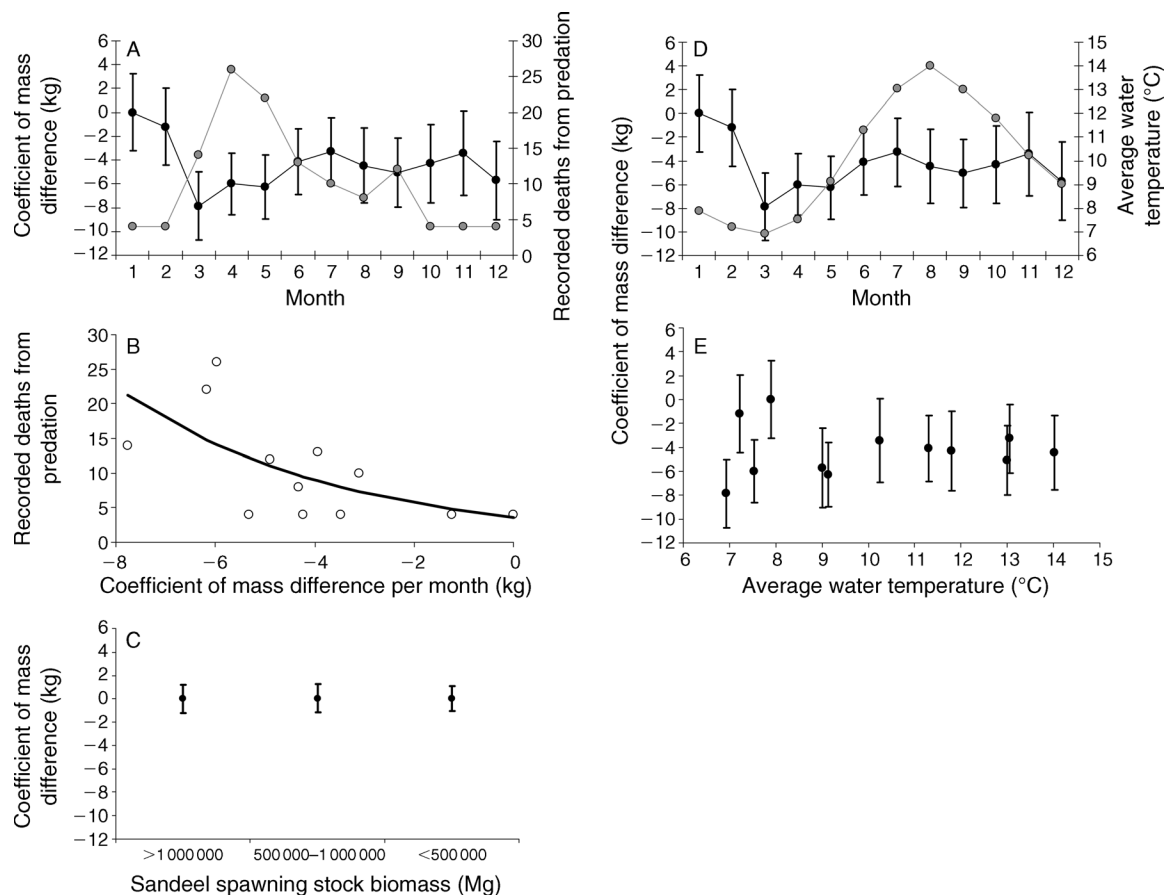 A
Coefficient of mass
difference (kg)
6
4
2
0
−2
−4
−6
−8
−10
−12
30
25
20
15
10
5
0
Recorded deaths from predation
1 2 3 4 5 6 7 8 9 10 11 12
Month
B
Recorded deaths from
predation
30
25
20
15
10
5
0
−8 −6 −4 −2 0
Coefficient of mass difference per month (kg)
C
Coefficient of mass
difference (kg)
6
4
2
0
−2
−4
−6
−8
−10
−12
>1 000 000 500 000–1 000 000 <500 000
Sandeel spawning stock biomass (Mg)
D
Coefficient of mass difference (kg)
6
4
2
0
−2
−4
−6
−8
−10
−12
15
14
13
12
11
10
9
8
7
6
Average water
temperature (°C)
1 2 3 4 5 6 7 8 9 10 11 12
Month
E
6
4
2
0
−2
−4
−6
−8
−10
−12
6 7 8 9 10 11 12 13 14 15
Average water temperature (°C)